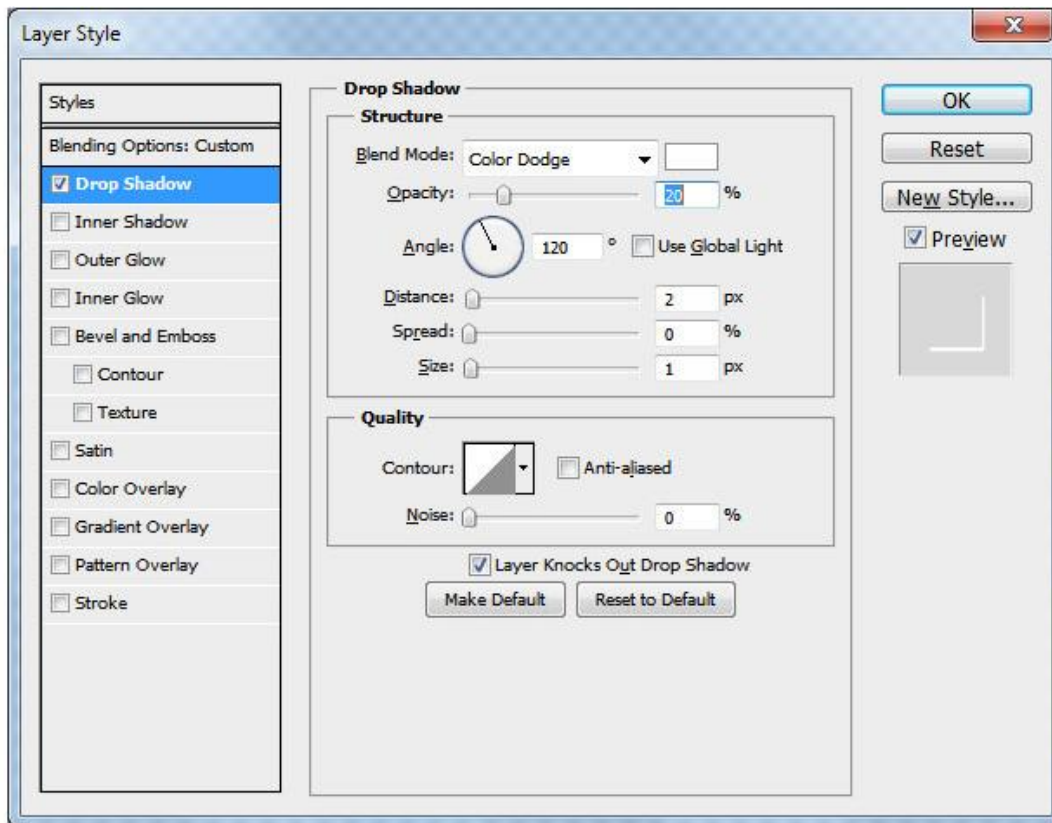 Layer Style
Styles
Blending Options: Custom
Drop Shadow
Inner Shadow
Outer Glow
Inner Glow
Bevel and Emboss
Contour
Texture
Satin
Color Overlay
Gradient Overlay
Pattern Overlay
Stroke
Drop Shadow
Structure
Blend Mode: Color Dodge
Opacity: 20 %
Angle: 120 ° Use Global Light
Distance: 2 px
Spread: 0 %
Size: 1 px
Quality
Contour: Anti-aliased
Noise: 0 %
Layer Knocks Out Drop Shadow
Make Default Reset to Default
OK
Reset
New Style...
Preview